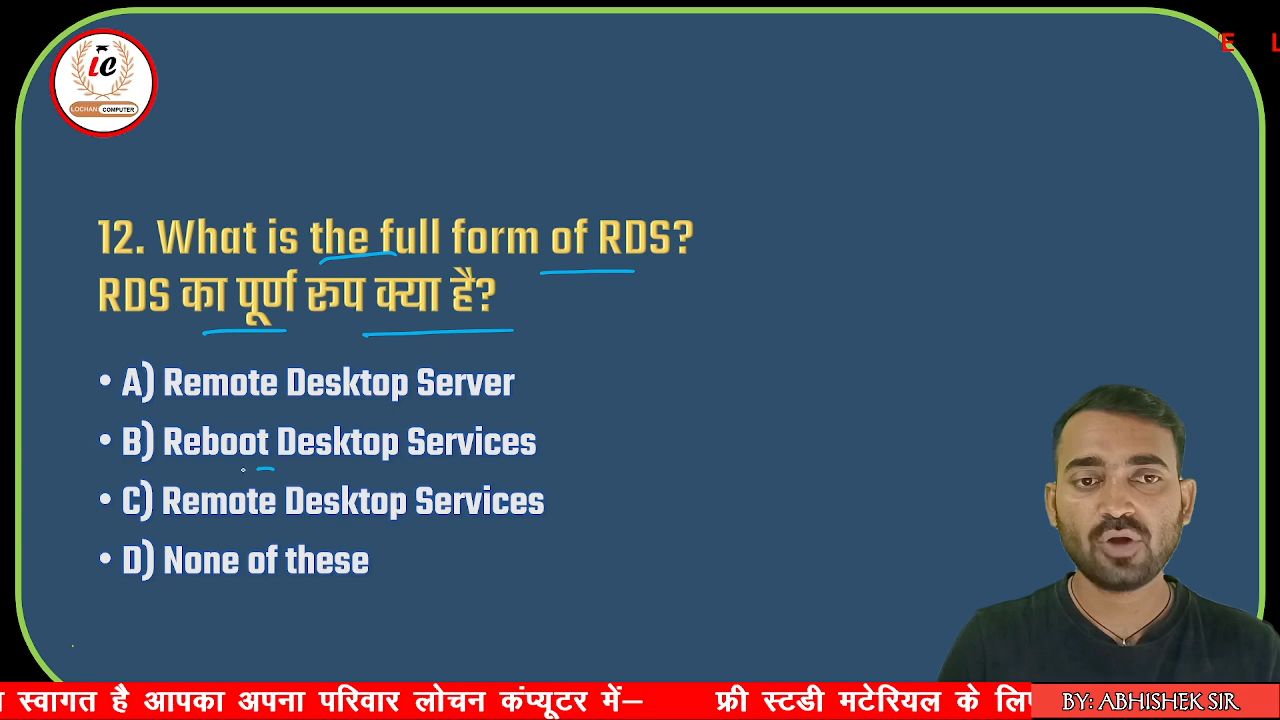 E L
LC
LOCHAN COMPUTER
12. What is the full form of RDS?
RDS का पूर्ण रूप क्या है?
• A) Remote Desktop Server
• B) Reboot Desktop Services
• C) Remote Desktop Services
• D) None of these
स्वागत है आपका अपना परिवार लोचन कंप्यूटर में– फ्री स्टडी मटेरियल के
BY: ABHISHEK SIR